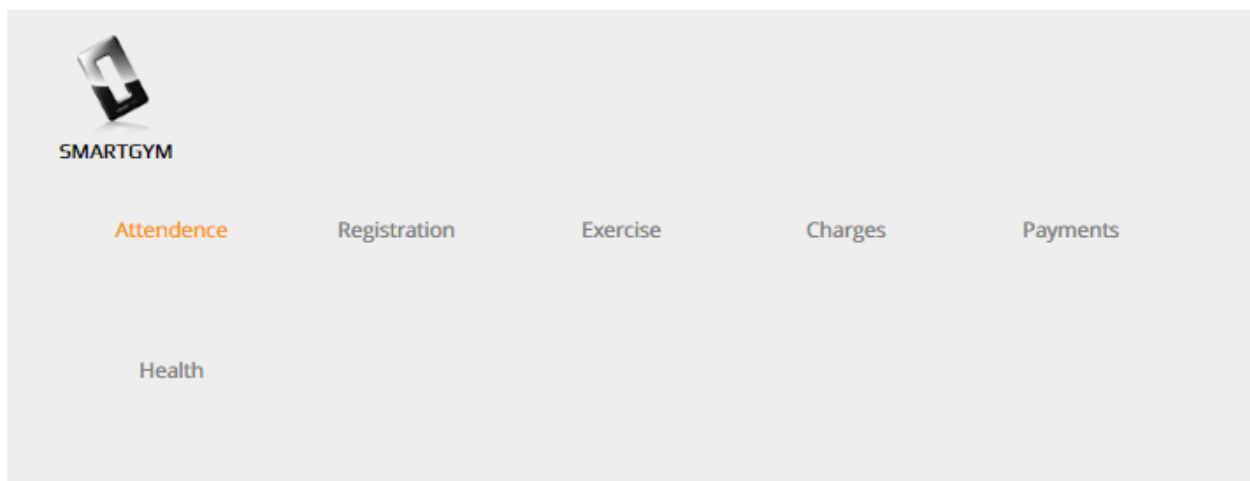 SMARTGYM
Attendence Registration Exercise Charges Payments
Health